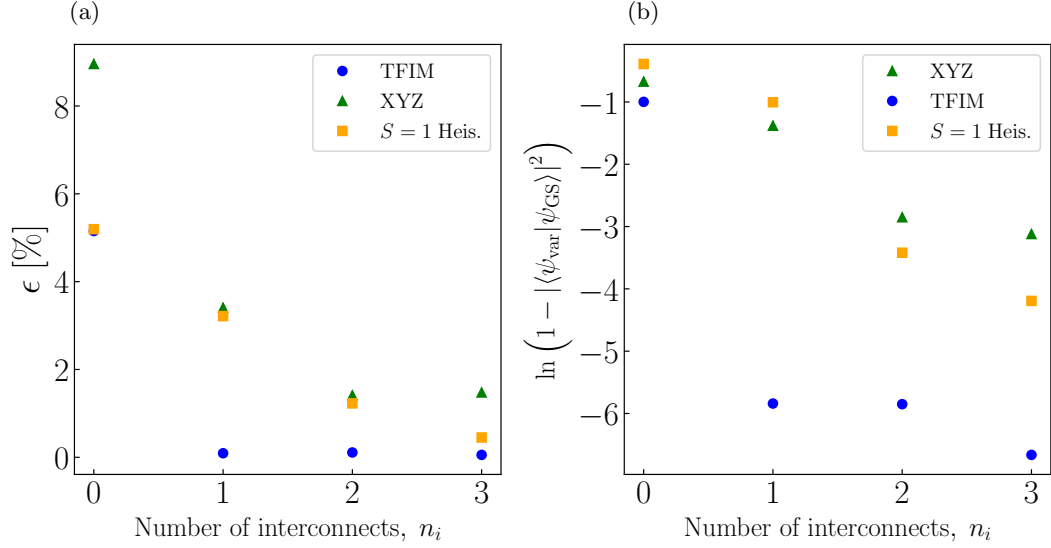 (a)
ϵ [%]
8
6
4
2
0
TFIM
XYZ
S = 1 Heis.
0 1 2 3
Number of interconnects, n_i
(b)
ln (1 − |⟨ψ_var|ψ_GS⟩|²)
−1
−2
−3
−4
−5
−6
XYZ
TFIM
S = 1 Heis.
0 1 2 3
Number of interconnects, n_i